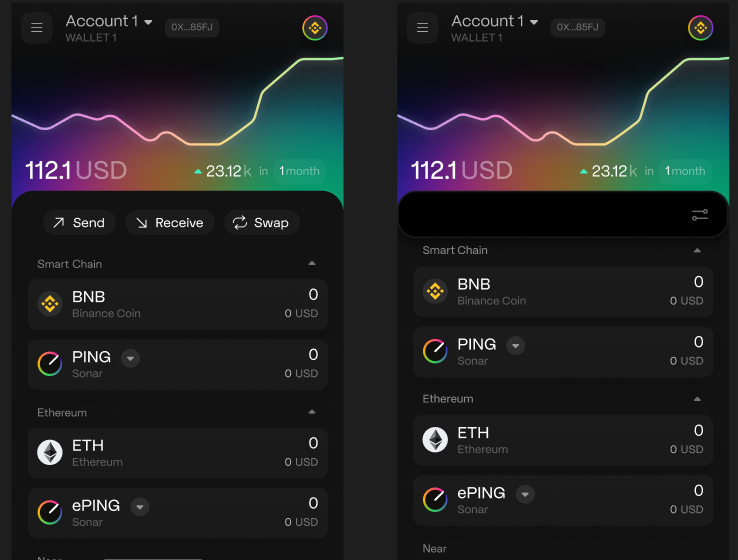 Account 1
0X...85FJ
WALLET 1
112.1 USD
23.12k in 1 month
Send
Receive
Swap
Smart Chain
BNB
0
Binance Coin
0 USD
PING
0
Sonar
0 USD
Ethereum
ETH
0
Ethereum
0 USD
ePING
0
Sonar
0 USD
Near
Account 1
0X...85FJ
WALLET 1
112.1 USD
23.12k in 1 month
Smart Chain
BNB
0
Binance Coin
0 USD
PING
0
Sonar
0 USD
Ethereum
ETH
0
Ethereum
0 USD
ePING
0
Sonar
0 USD
Near